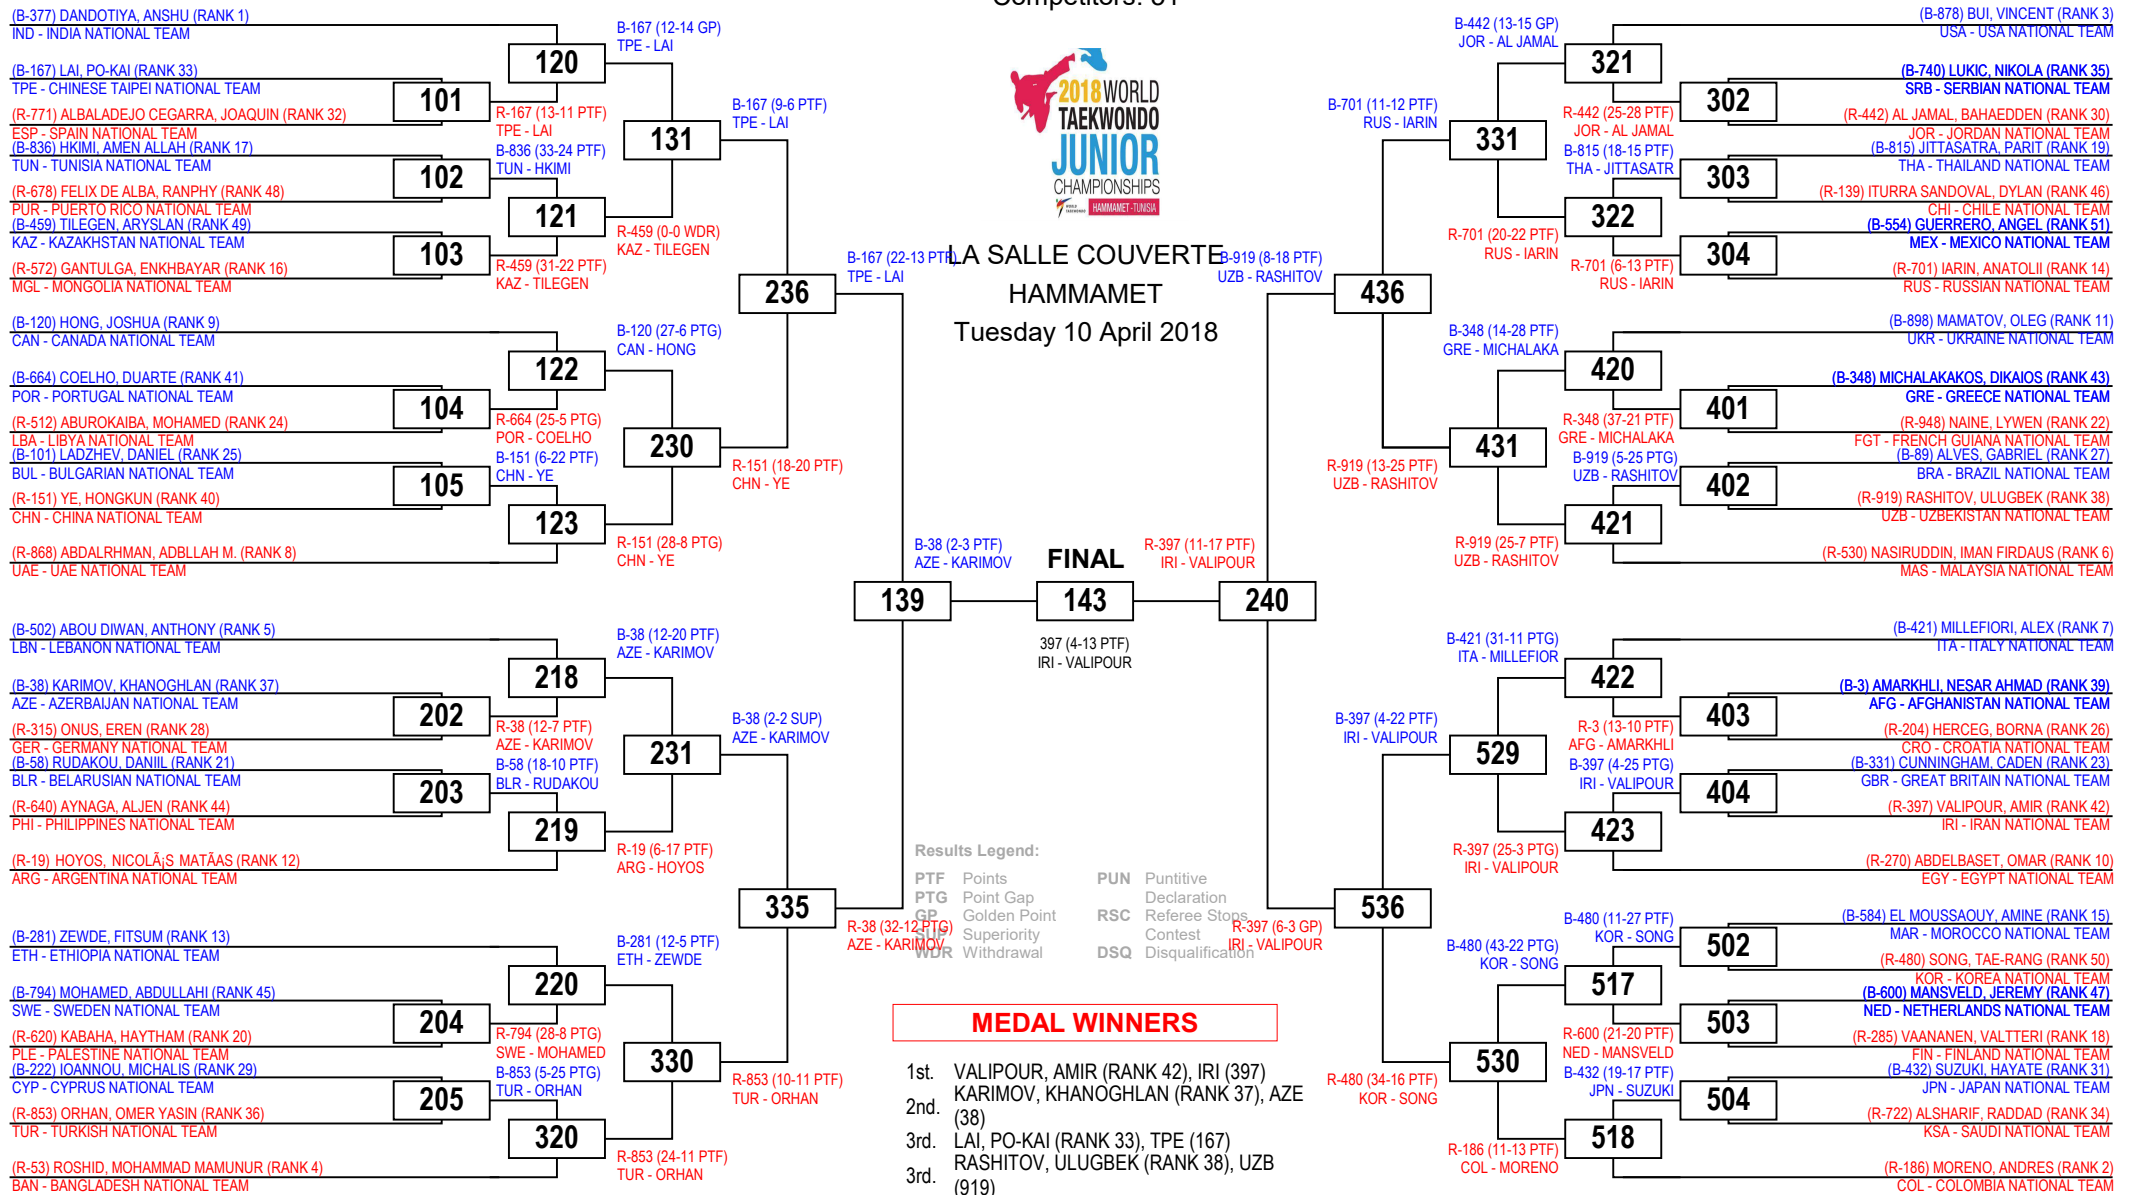 Competitors: 51
(B-377) DANDOTIYA, ANSHU (RANK 1)
IND - INDIA NATIONAL TEAM
(B-167) LAI, PO-KAI (RANK 33)
TPE - CHINESE TAIPEI NATIONAL TEAM
(R-771) ALBALADEJO CEGARRA, JOAQUIN (RANK 32)
ESP - SPAIN NATIONAL TEAM
(B-836) HKIMI, AMEN ALLAH (RANK 17)
TUN - TUNISIA NATIONAL TEAM
(R-678) FELIX DE ALBA, RANPHY (RANK 48)
PUR - PUERTO RICO NATIONAL TEAM
(B-459) TILEGEN, ARYSLAN (RANK 49)
KAZ - KAZAKHSTAN NATIONAL TEAM
(R-572) GANTULGA, ENKHBAYAR (RANK 16)
MGL - MONGOLIA NATIONAL TEAM
(B-120) HONG, JOSHUA (RANK 9)
CAN - CANADA NATIONAL TEAM
(B-664) COELHO, DUARTE (RANK 41)
POR - PORTUGAL NATIONAL TEAM
(R-512) ABUROKAIBA, MOHAMED (RANK 24)
LBA - LIBYA NATIONAL TEAM
(B-101) LADZHEV, DANIEL (RANK 25)
BUL - BULGARIAN NATIONAL TEAM
(R-151) YE, HONGKUN (RANK 40)
CHN - CHINA NATIONAL TEAM
(R-868) ABDALRHMAN, ADBLLAH M. (RANK 8)
UAE - UAE NATIONAL TEAM
(B-502) ABOU DIWAN, ANTHONY (RANK 5)
LBN - LEBANON NATIONAL TEAM
(B-38) KARIMOV, KHANOGHLAN (RANK 37)
AZE - AZERBAIJAN NATIONAL TEAM
(R-315) ONUS, EREN (RANK 28)
GER - GERMANY NATIONAL TEAM
(B-58) RUDAKOU, DANIIL (RANK 21)
BLR - BELARUSIAN NATIONAL TEAM
(R-640) AYNAGA, ALJEN (RANK 44)
PHI - PHILIPPINES NATIONAL TEAM
(R-19) HOYOS, NICOLÃ¡S MATÃAS (RANK 12)
ARG - ARGENTINA NATIONAL TEAM
(B-281) ZEWDE, FITSUM (RANK 13)
ETH - ETHIOPIA NATIONAL TEAM
(B-794) MOHAMED, ABDULLAHI (RANK 45)
SWE - SWEDEN NATIONAL TEAM
(R-620) KABAHA, HAYTHAM (RANK 20)
PLE - PALESTINE NATIONAL TEAM
(B-222) IOANNOU, MICHALIS (RANK 29)
CYP - CYPRUS NATIONAL TEAM
(R-853) ORHAN, OMER YASIN (RANK 36)
TUR - TURKISH NATIONAL TEAM
(R-53) ROSHID, MOHAMMAD MAMUNUR (RANK 4)
BAN - BANGLADESH NATIONAL TEAM
101
102
103
104
105
202
203
204
205
R-167 (13-11 PTF)
TPE - LAI
B-836 (33-24 PTF)
TUN - HKIMI
R-459 (31-22 PTF)
KAZ - TILEGEN
R-664 (25-5 PTG)
POR - COELHO
B-151 (6-22 PTF)
CHN - YE
R-38 (12-7 PTF)
AZE - KARIMOV
B-58 (18-10 PTF)
BLR - RUDAKOU
R-794 (28-8 PTG)
SWE - MOHAMED
B-853 (5-25 PTG)
TUR - ORHAN
120
121
122
123
218
219
220
320
B-167 (12-14 GP)
TPE - LAI
R-459 (0-0 WDR)
KAZ - TILEGEN
B-120 (27-6 PTG)
CAN - HONG
R-151 (28-8 PTG)
CHN - YE
B-38 (12-20 PTF)
AZE - KARIMOV
R-19 (6-17 PTF)
ARG - HOYOS
B-281 (12-5 PTF)
ETH - ZEWDE
R-853 (24-11 PTF)
TUR - ORHAN
131
230
231
330
B-167 (9-6 PTF)
TPE - LAI
R-151 (18-20 PTF)
CHN - YE
B-38 (2-2 SUP)
AZE - KARIMOV
R-853 (10-11 PTF)
TUR - ORHAN
236
335
B-167 (22-13 PTF)
TPE - LAI
R-38 (32-12 PTG)
AZE - KARIMOV
139
B-38 (2-3 PTF)
AZE - KARIMOV
2018 WORLD
TAEKWONDO
JUNIOR
CHAMPIONSHIPS
HAMMAMET - TUNISIA
LA SALLE COUVERTE
HAMMAMET
Tuesday 10 April 2018
FINAL
143
397 (4-13 PTF)
IRI - VALIPOUR
R-397 (11-17 PTF)
IRI - VALIPOUR
240
B-919 (8-18 PTF)
UZB - RASHITOV
R-397 (6-3 GP)
IRI - VALIPOUR
436
536
B-701 (11-12 PTF)
RUS - IARIN
R-919 (13-25 PTF)
UZB - RASHITOV
B-397 (4-22 PTF)
IRI - VALIPOUR
R-480 (34-16 PTF)
KOR - SONG
331
431
529
530
B-442 (13-15 GP)
JOR - AL JAMAL
R-701 (20-22 PTF)
RUS - IARIN
B-348 (14-28 PTF)
GRE - MICHALAKA
R-919 (25-7 PTF)
UZB - RASHITOV
B-421 (31-11 PTG)
ITA - MILLEFIOR
R-397 (25-3 PTG)
IRI - VALIPOUR
B-480 (43-22 PTG)
KOR - SONG
R-186 (11-13 PTF)
COL - MORENO
321
322
420
421
422
423
517
518
R-442 (25-28 PTF)
JOR - AL JAMAL
B-815 (18-15 PTF)
THA - JITTASATR
R-701 (6-13 PTF)
RUS - IARIN
R-348 (37-21 PTF)
GRE - MICHALAKA
B-919 (5-25 PTG)
UZB - RASHITOV
R-3 (13-10 PTF)
AFG - AMARKHLI
B-397 (4-25 PTG)
IRI - VALIPOUR
B-480 (11-27 PTF)
KOR - SONG
R-600 (21-20 PTF)
NED - MANSVELD
B-432 (19-17 PTF)
JPN - SUZUKI
302
303
304
401
402
403
404
502
503
504
(B-878) BUI, VINCENT (RANK 3)
USA - USA NATIONAL TEAM
(B-740) LUKIC, NIKOLA (RANK 35)
SRB - SERBIAN NATIONAL TEAM
(R-442) AL JAMAL, BAHAEDDEN (RANK 30)
JOR - JORDAN NATIONAL TEAM
(B-815) JITTASATRA, PARIT (RANK 19)
THA - THAILAND NATIONAL TEAM
(R-139) ITURRA SANDOVAL, DYLAN (RANK 46)
CHI - CHILE NATIONAL TEAM
(B-554) GUERRERO, ANGEL (RANK 51)
MEX - MEXICO NATIONAL TEAM
(R-701) IARIN, ANATOLII (RANK 14)
RUS - RUSSIAN NATIONAL TEAM
(B-898) MAMATOV, OLEG (RANK 11)
UKR - UKRAINE NATIONAL TEAM
(B-348) MICHALAKAKOS, DIKAIOS (RANK 43)
GRE - GREECE NATIONAL TEAM
(R-948) NAINE, LYWEN (RANK 22)
FGT - FRENCH GUIANA NATIONAL TEAM
(B-89) ALVES, GABRIEL (RANK 27)
BRA - BRAZIL NATIONAL TEAM
(R-919) RASHITOV, ULUGBEK (RANK 38)
UZB - UZBEKISTAN NATIONAL TEAM
(R-530) NASIRUDDIN, IMAN FIRDAUS (RANK 6)
MAS - MALAYSIA NATIONAL TEAM
(B-421) MILLEFIORI, ALEX (RANK 7)
ITA - ITALY NATIONAL TEAM
(B-3) AMARKHLI, NESAR AHMAD (RANK 39)
AFG - AFGHANISTAN NATIONAL TEAM
(R-204) HERCEG, BORNA (RANK 26)
CRO - CROATIA NATIONAL TEAM
(B-331) CUNNINGHAM, CADEN (RANK 23)
GBR - GREAT BRITAIN NATIONAL TEAM
(R-397) VALIPOUR, AMIR (RANK 42)
IRI - IRAN NATIONAL TEAM
(R-270) ABDELBASET, OMAR (RANK 10)
EGY - EGYPT NATIONAL TEAM
(B-584) EL MOUSSAOUY, AMINE (RANK 15)
MAR - MOROCCO NATIONAL TEAM
(R-480) SONG, TAE-RANG (RANK 50)
KOR - KOREA NATIONAL TEAM
(B-600) MANSVELD, JEREMY (RANK 47)
NED - NETHERLANDS NATIONAL TEAM
(R-285) VAANANEN, VALTTERI (RANK 18)
FIN - FINLAND NATIONAL TEAM
(B-432) SUZUKI, HAYATE (RANK 31)
JPN - JAPAN NATIONAL TEAM
(R-722) ALSHARIF, RADDAD (RANK 34)
KSA - SAUDI NATIONAL TEAM
(R-186) MORENO, ANDRES (RANK 2)
COL - COLOMBIA NATIONAL TEAM
Results Legend:
PTF Points
PTG Point Gap
GP Golden Point
SUP Superiority
WDR Withdrawal
PUN Puntitive
Declaration
RSC Referee Stops
Contest
DSQ Disqualification
MEDAL WINNERS
1st. VALIPOUR, AMIR (RANK 42), IRI (397)
2nd. KARIMOV, KHANOGHLAN (RANK 37), AZE
(38)
3rd. LAI, PO-KAI (RANK 33), TPE (167)
3rd. RASHITOV, ULUGBEK (RANK 38), UZB
(919)